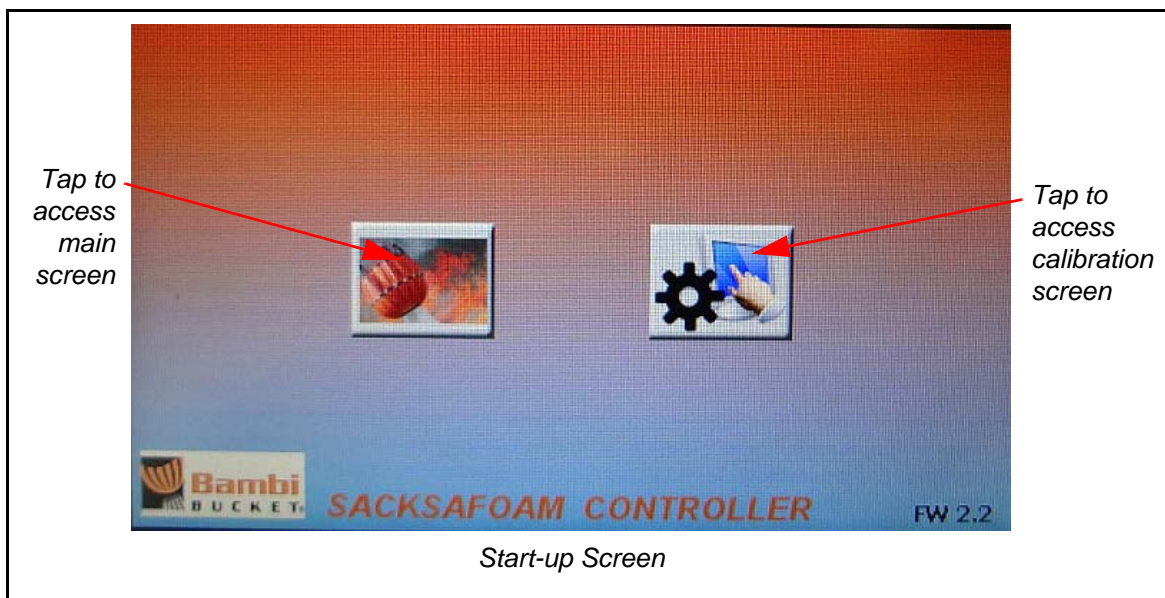 Tap to
access
main
screen
Tap to
access
calibration
screen
Bambi
BUCKET
SACKSAFOAM CONTROLLER
FW 2.2
Start-up Screen